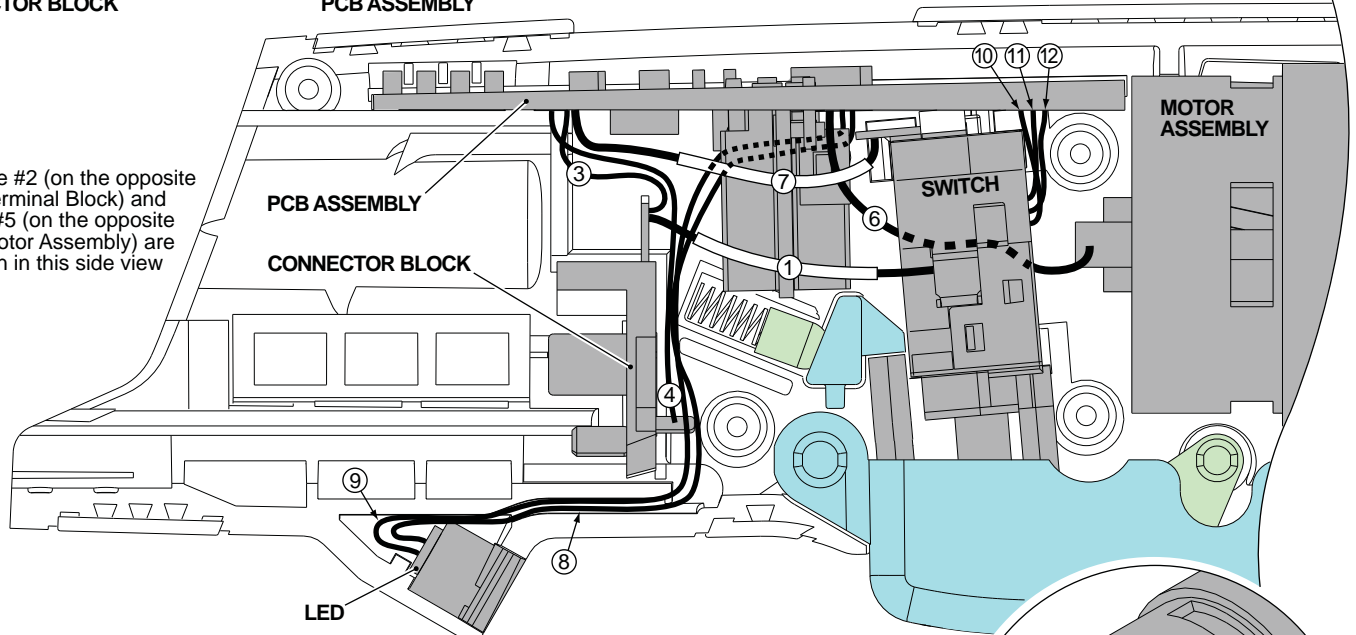 CTOR BLOCK
PCB ASSEMBLY
10 11 12
MOTOR
ASSEMBLY
e #2 (on the opposite
erminal Block) and
#5 (on the opposite
otor Assembly) are
n in this side view
3
7
SWITCH
PCB ASSEMBLY
6
CONNECTOR BLOCK
1
4
9
8
LED